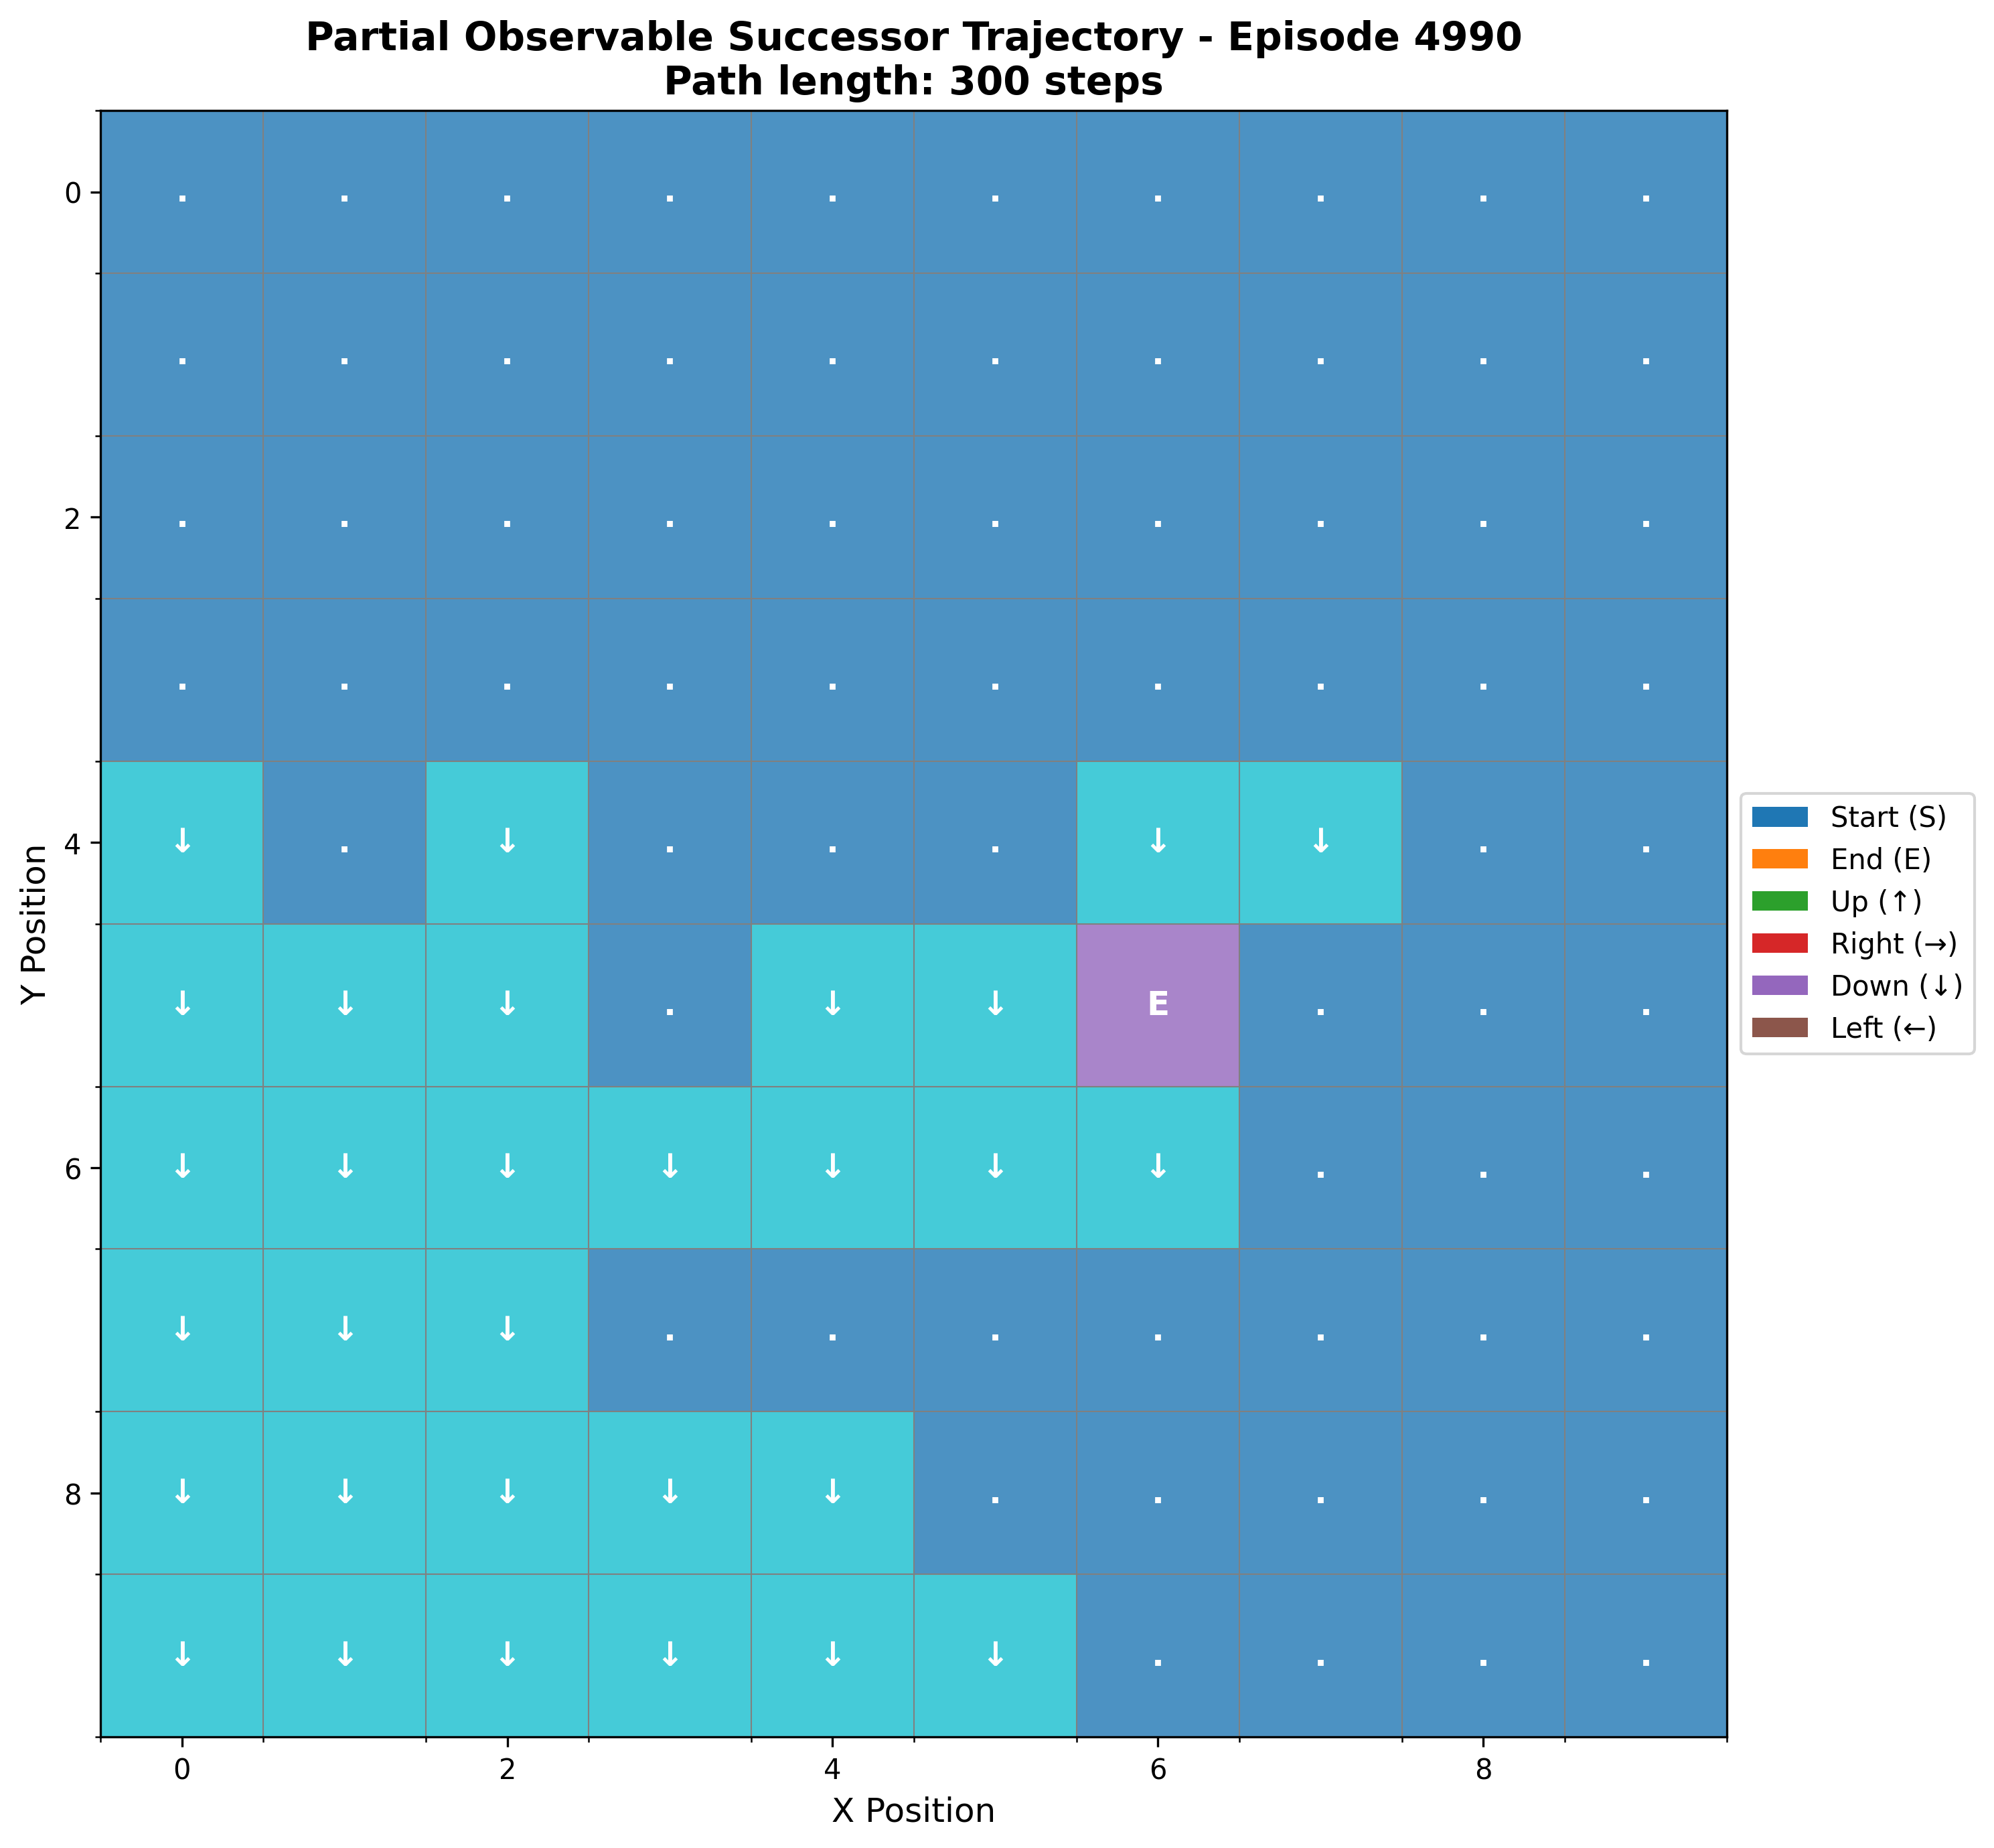 Partial Observable Successor Trajectory - Episode 4990
Path length: 300 steps
0 . . . . . . . . . .
. . . . . . . . . .
2 . . . . . . . . . .
. . . . . . . . . .
4 ↓ . ↓ . . . ↓ ↓ . .
↓ ↓ ↓ . ↓ ↓ E . . .
6 ↓ ↓ ↓ ↓ ↓ ↓ ↓ . . .
↓ ↓ ↓ . . . . . . .
8 ↓ ↓ ↓ ↓ ↓ . . . . .
↓ ↓ ↓ ↓ ↓ ↓ . . . .
0 2 4 6 8
X Position
Y Position
Start (S)
End (E)
Up (↑)
Right (→)
Down (↓)
Left (←)